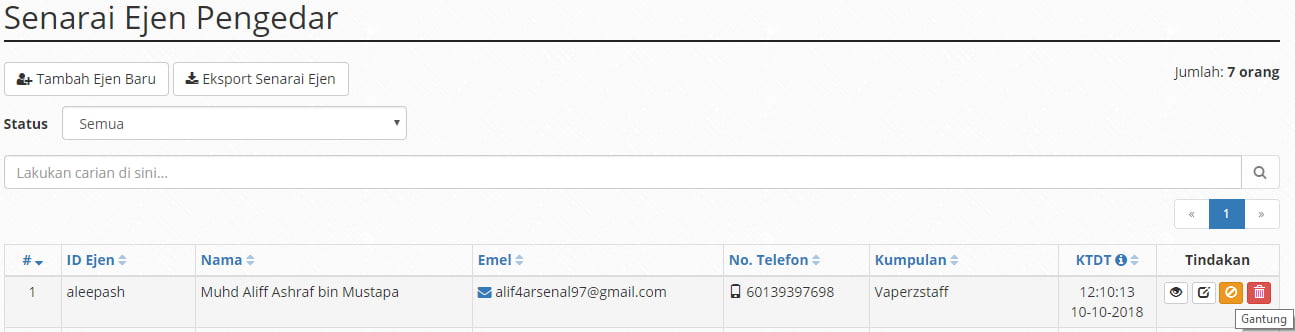 Senarai Ejen Pengedar
Tambah Ejen Baru Eksport Senarai Ejen Jumlah: 7 orang
Status Semua
Lakukan carian di sini...
« 1 »
# ID Ejen Nama Emel No. Telefon Kumpulan KTDT Tindakan
1 aleepash Muhd Aliff Ashraf bin Mustapa alif4arsenal97@gmail.com 60139397698 Vaperzstaff 12:10:13
10-10-2018
Gantung